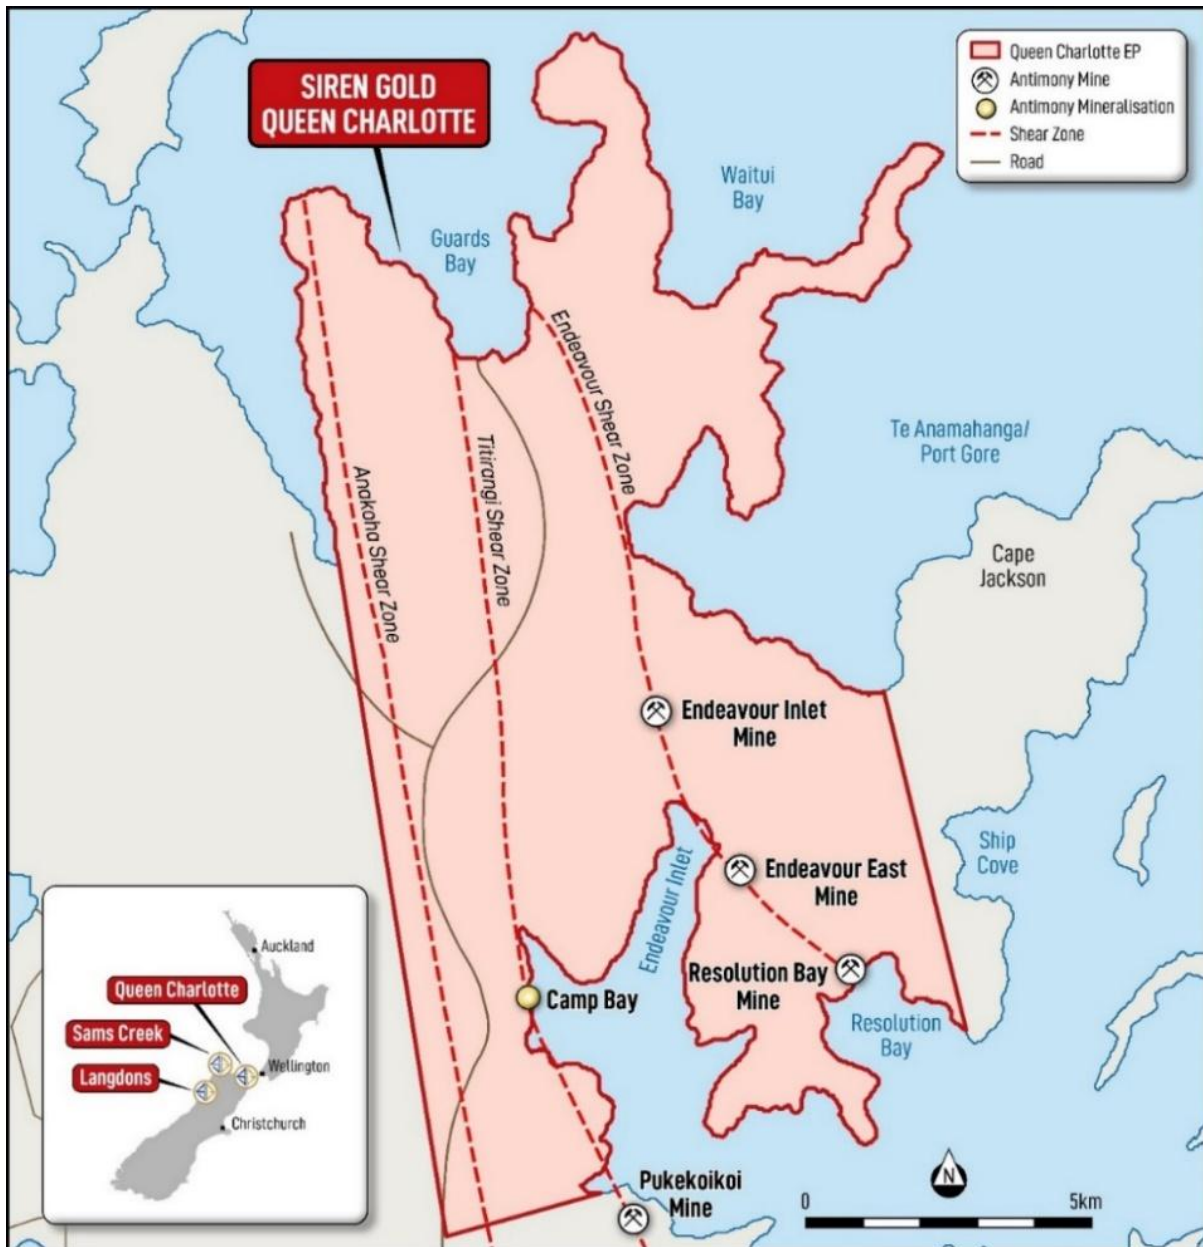 SIREN GOLD
QUEEN CHARLOTTE
Queen Charlotte EP
Antimony Mine
Antimony Mineralisation
Shear Zone
Road
Waitui
Bay
Guards
Bay
Endeavour Shear Zone
Te Anamahanga/
Port Gore
Titirangi Shear Zone
Anakoha Shear Zone
Cape
Jackson
Endeavour Inlet
Mine
Ship
Cove
Endeavour East
Mine
Endeavour Inlet
Resolution Bay
Mine
Camp Bay
Resolution
Bay
Auckland
Queen Charlotte
Sams Creek
Wellington
Langdons
Christchurch
Pukekoikoi
Mine
N
0
5km